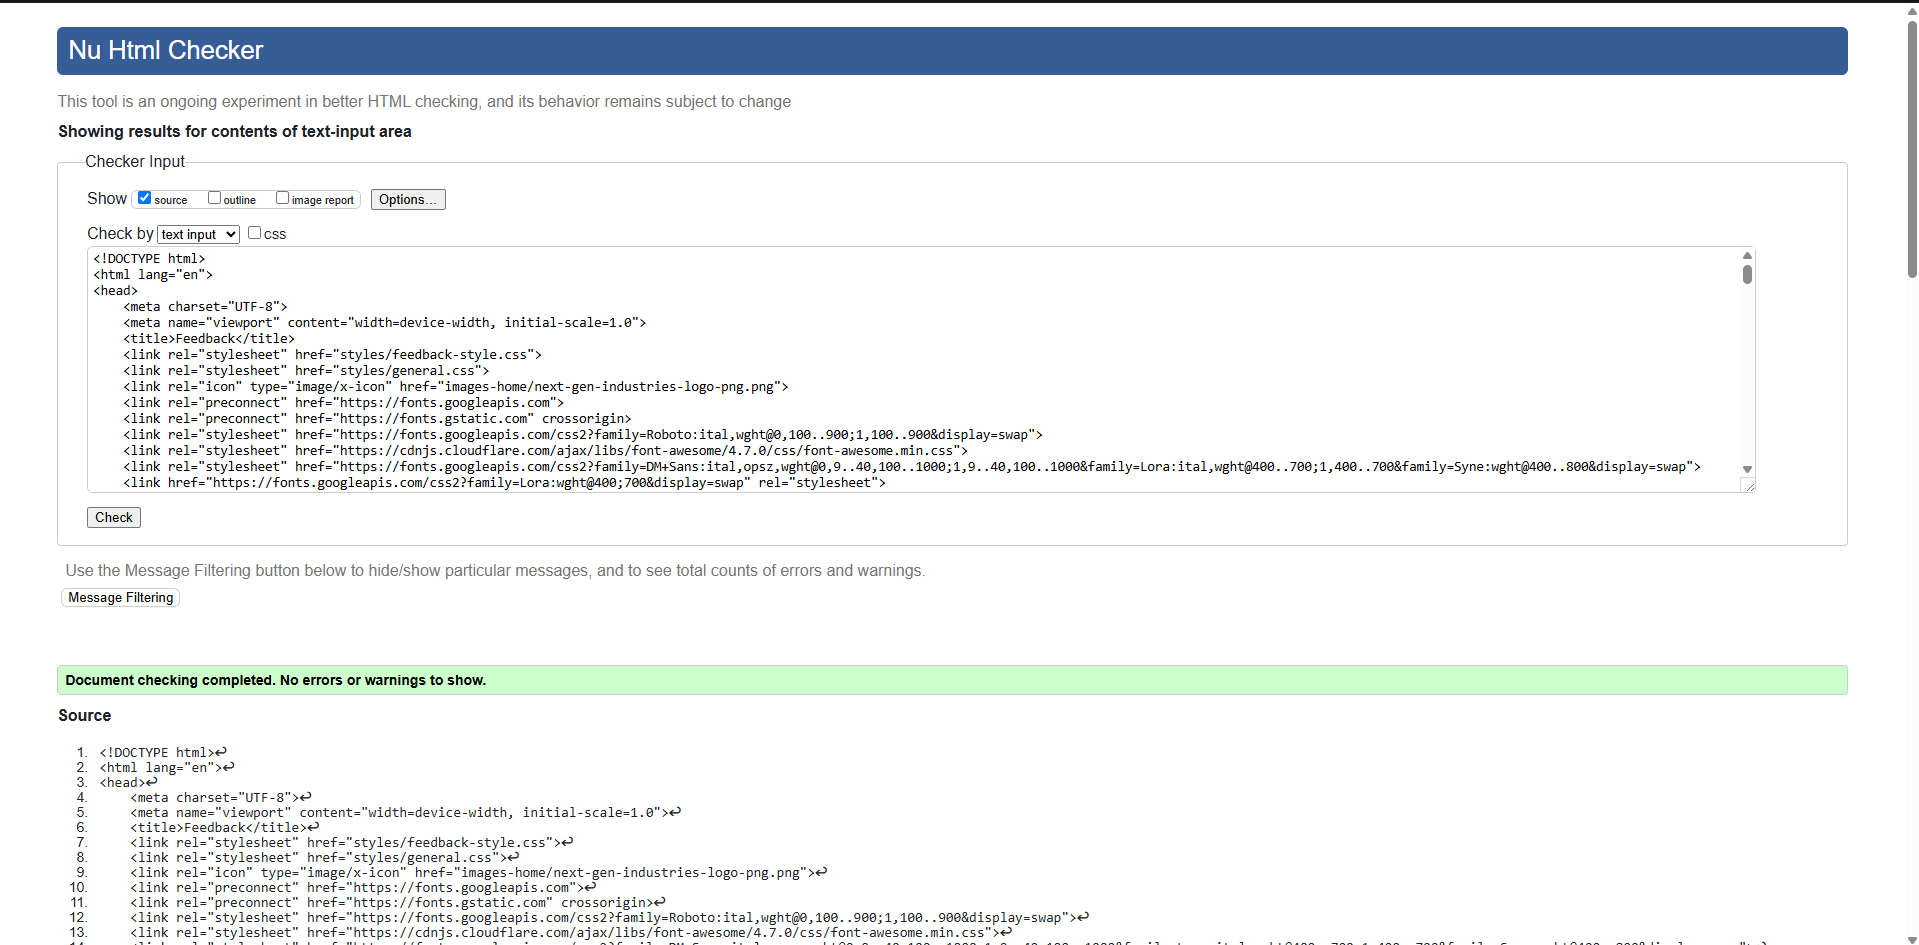 Nu Html Checker
This tool is an ongoing experiment in better HTML checking, and its behavior remains subject to change
Showing results for contents of text-input area
Checker Input
Show source outline image report Options...
Check by text input css
<!DOCTYPE html>
<html lang="en">
<head>
    <meta charset="UTF-8">
    <meta name="viewport" content="width=device-width, initial-scale=1.0">
    <title>Feedback</title>
    <link rel="stylesheet" href="styles/feedback-style.css">
    <link rel="stylesheet" href="styles/general.css">
    <link rel="icon" type="image/x-icon" href="images-home/next-gen-industries-logo-png.png">
    <link rel="preconnect" href="https://fonts.googleapis.com">
    <link rel="preconnect" href="https://fonts.gstatic.com" crossorigin>
    <link rel="stylesheet" href="https://fonts.googleapis.com/css2?family=Roboto:ital,wght@0,100..900;1,100..900&display=swap">
    <link rel="stylesheet" href="https://cdnjs.cloudflare.com/ajax/libs/font-awesome/4.7.0/css/font-awesome.min.css">
    <link rel="stylesheet" href="https://fonts.googleapis.com/css2?family=DM+Sans:ital,opsz,wght@0,9..40,100..1000;1,9..40,100..1000&family=Lora:ital,wght@400..700;1,400..700&family=Syne:wght@400..800&display=swap">
    <link href="https://fonts.googleapis.com/css2?family=Lora:wght@400;700&display=swap" rel="stylesheet">
Check
Use the Message Filtering button below to hide/show particular messages, and to see total counts of errors and warnings.
Message Filtering
Document checking completed. No errors or warnings to show.
Source
1. <!DOCTYPE html>↩
2. <html lang="en">↩
3. <head>↩
4.     <meta charset="UTF-8">↩
5.     <meta name="viewport" content="width=device-width, initial-scale=1.0">↩
6.     <title>Feedback</title>↩
7.     <link rel="stylesheet" href="styles/feedback-style.css">↩
8.     <link rel="stylesheet" href="styles/general.css">↩
9.     <link rel="icon" type="image/x-icon" href="images-home/next-gen-industries-logo-png.png">↩
10.     <link rel="preconnect" href="https://fonts.googleapis.com">↩
11.     <link rel="preconnect" href="https://fonts.gstatic.com" crossorigin>↩
12.     <link rel="stylesheet" href="https://fonts.googleapis.com/css2?family=Roboto:ital,wght@0,100..900;1,100..900&display=swap">↩
13.     <link rel="stylesheet" href="https://cdnjs.cloudflare.com/ajax/libs/font-awesome/4.7.0/css/font-awesome.min.css">↩